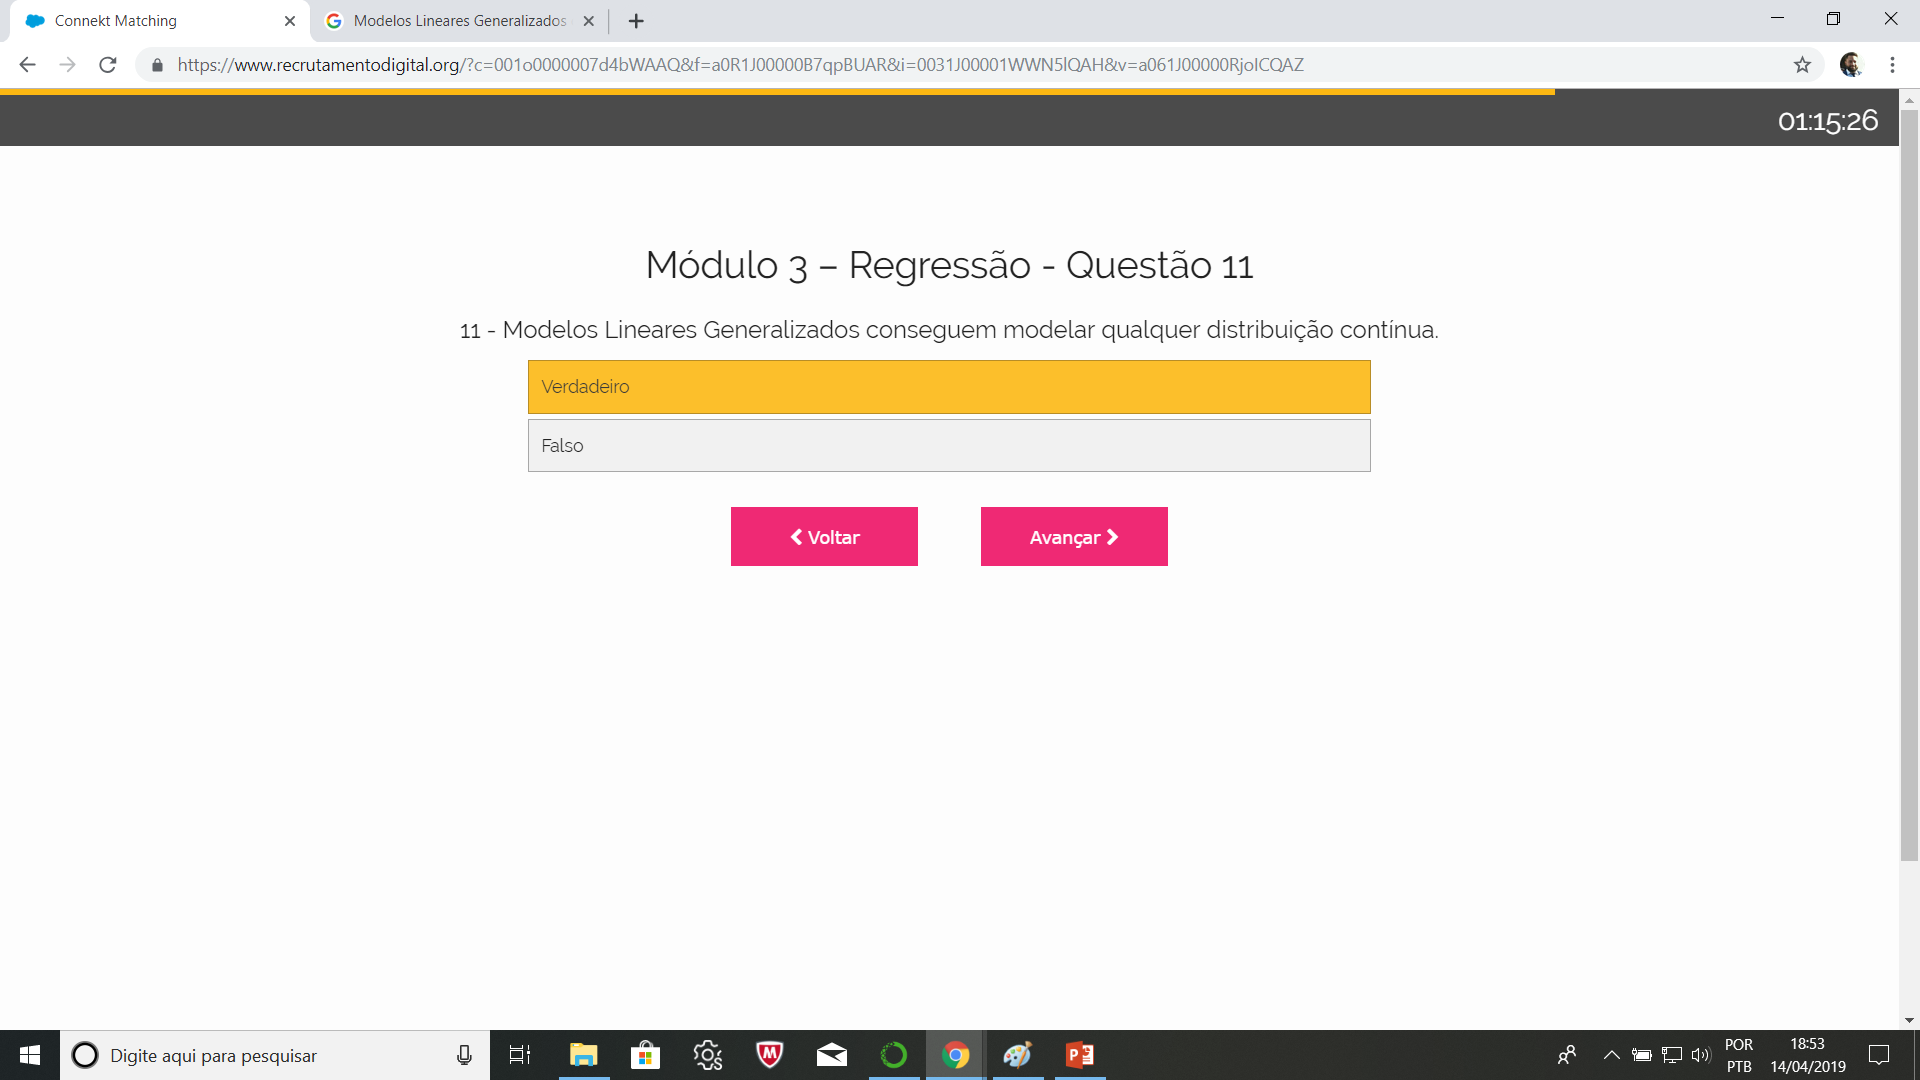 Connekt Matching
Modelos Lineares Generalizados
https://www.recrutamentodigital.org/?c=001o0000007d4bWAAQ&f=a0R1J00000B7qpBUAR&i=0031J00001WWN5lQAH&v=a061J00000RjoICQAZ
01:15:26
Módulo 3 – Regressão - Questão 11
11 - Modelos Lineares Generalizados conseguem modelar qualquer distribuição contínua.
Verdadeiro
Falso
Voltar
Avançar
Digite aqui para pesquisar
POR
PTB
18:53
14/04/2019